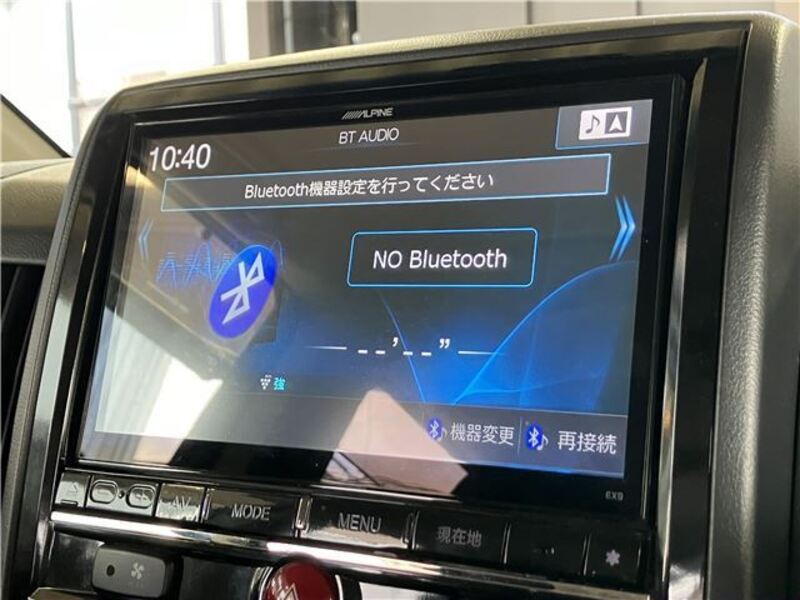 ALPINE
BT AUDIO
10:40
Bluetooth機器設定を行ってください
NO Bluetooth
--’--”
強
機器変更 再接続
EX9
AV MODE MENU 現在地